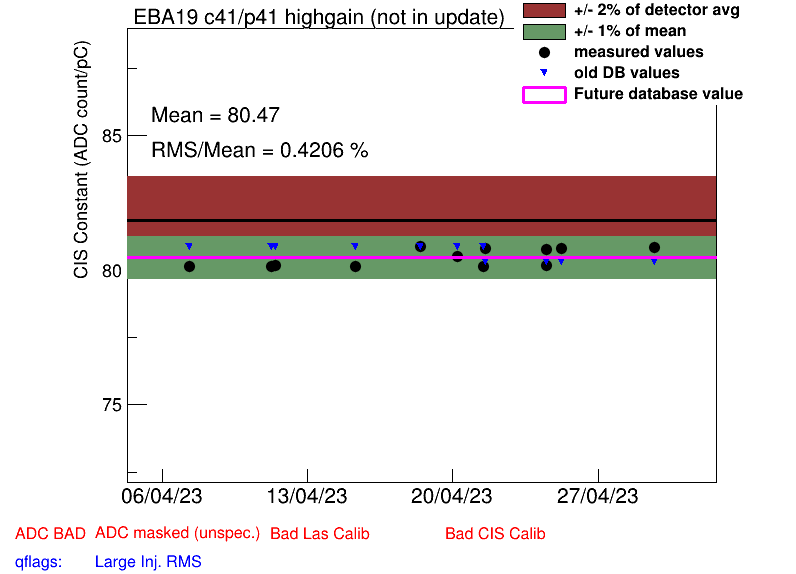 EBA19 c41/p41 highgain (not in update)
+/- 2% of detector avg
+/- 1% of mean
measured values
old DB values
Future database value
CIS Constant (ADC count/pC)
Mean = 80.47
RMS/Mean = 0.4206 %
85
80
75
06/04/23 13/04/23 20/04/23 27/04/23
ADC BAD ADC masked (unspec.) Bad Las Calib Bad CIS Calib
qflags: Large Inj. RMS